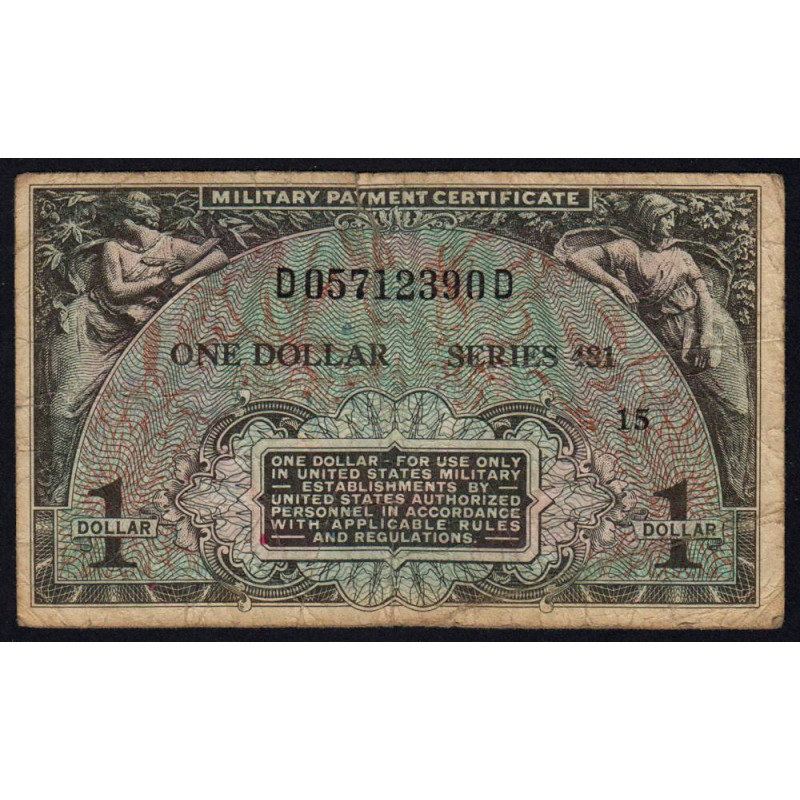 MILITARY PAYMENT CERTIFICATE
D05712390D
ONE DOLLAR SERIES 481
15
ONE DOLLAR - FOR USE ONLY
IN UNITED STATES MILITARY
— ESTABLISHMENTS BY —
UNITED STATES AUTHORIZED
PERSONNEL IN ACCORDANCE
WITH APPLICABLE RULES
— AND REGULATIONS. —
1 DOLLAR
1 DOLLAR